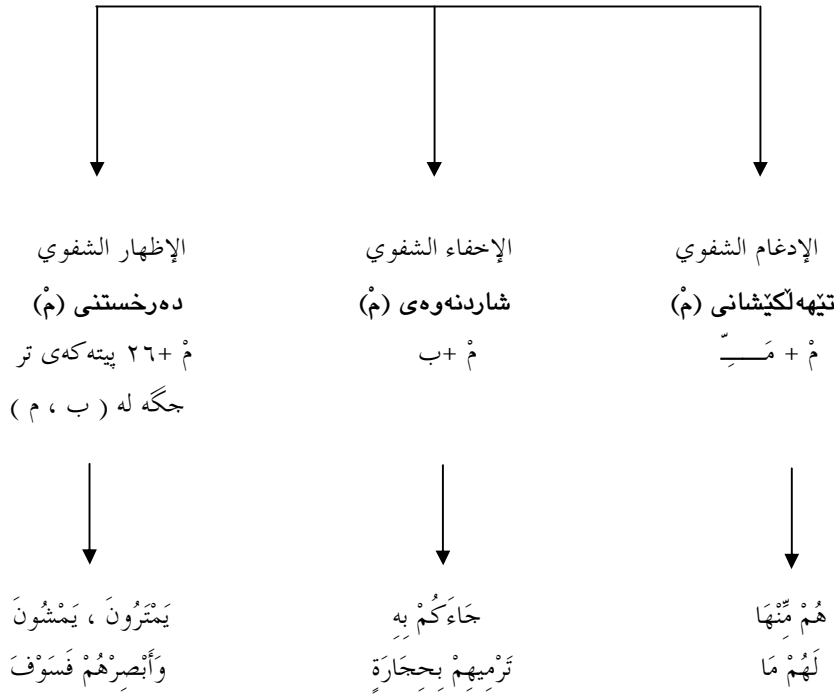 الإدغام الشفوي
تێهەڵکێشانی (مْ)
مْ + مَـــِـّ
هُمْ مِّنْهَا
لَهُمْ مَا
الإخفاء الشفوي
شاردنەوەی (مْ)
مْ +ب
جَاءَكُمْ بِهِ
تَرْمِيهِمْ بِحِجَارَةٍ
الإظهار الشفوي
دەرخستنی (مْ)
مْ +٢٦ پیتەکەی تر
جگە لە ( ب ، م )
يَمْتَرُونَ ، يَمْشُونَ
وَأَبْصِرْهُمْ فَسَوْفَ